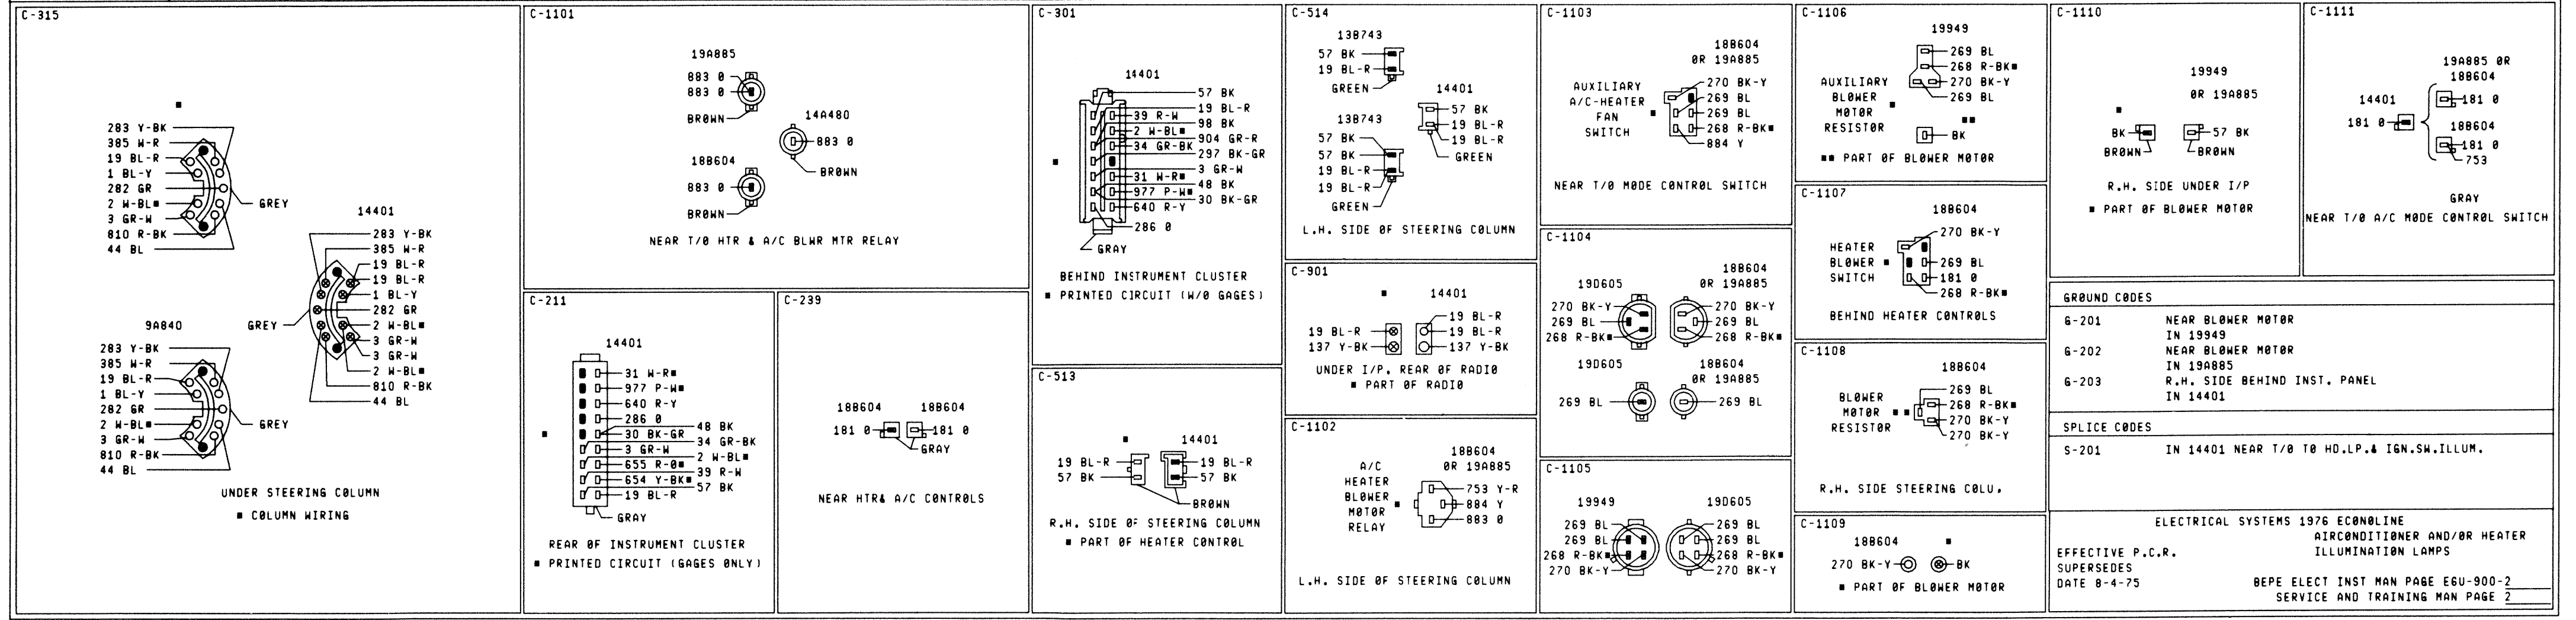 C-315
■
283 Y-BK
385 W-R
19 BL-R
1 BL-Y
282 GR
2 W-BL■
3 GR-W
810 R-BK
44 BL
GREY
14401
283 Y-BK
385 W-R
19 BL-R
19 BL-R
1 BL-Y
282 GR
2 W-BL■
3 GR-W
3 GR-W
2 W-BL■
810 R-BK
44 BL
GREY
9A840
283 Y-BK
385 W-R
19 BL-R
1 BL-Y
282 GR
2 W-BL■
3 GR-W
810 R-BK
44 BL
GREY
UNDER STEERING COLUMN
■ COLUMN WIRING
C-1101
19A885
883 O
883 O
BROWN
14A480
883 O
BROWN
18B604
883 O
BROWN
NEAR T/O HTR & A/C BLWR MTR RELAY
C-211
14401
31 W-R■
977 P-W■
640 R-Y
286 O
48 BK
30 BK-GR
34 GR-BK
3 GR-W
2 W-BL■
655 R-O■
39 R-W
654 Y-BK■
57 BK
19 BL-R
■
GRAY
REAR OF INSTRUMENT CLUSTER
■ PRINTED CIRCUIT (GAGES ONLY)
C-239
18B604 18B604
181 O 181 O
GRAY
NEAR HTR& A/C CONTROLS
C-301
14401
57 BK
19 BL-R
39 R-W
98 BK
2 W-BL■
904 GR-R
34 GR-BK
297 BK-GR
■
3 GR-W
31 W-R■
48 BK
977 P-W■
30 BK-GR
640 R-Y
286 O
GRAY
BEHIND INSTRUMENT CLUSTER
■ PRINTED CIRCUIT (W/O GAGES)
C-513
■
14401
19 BL-R 19 BL-R
57 BK 57 BK
BROWN
R.H. SIDE OF STEERING COLUMN
■ PART OF HEATER CONTROL
C-514
13B743
57 BK
19 BL-R
GREEN
14401
57 BK
19 BL-R
19 BL-R
GREEN
13B743
57 BK
57 BK
19 BL-R
19 BL-R
GREEN
L.H. SIDE OF STEERING COLUMN
C-901
■ 14401
19 BL-R
19 BL-R 19 BL-R
137 Y-BK 137 Y-BK
UNDER I/P. REAR OF RADIO
■ PART OF RADIO
C-1102
18B604
OR 19A885
A/C
HEATER
BLOWER
MOTOR ■
RELAY
753 Y-R
884 Y
883 O
L.H. SIDE OF STEERING COLUMN
C-1103
18B604
OR 19A885
AUXILIARY
A/C-HEATER
FAN ■
SWITCH
270 BK-Y
269 BL
269 BL
268 R-BK■
884 Y
NEAR T/O MODE CONTROL SWITCH
C-1104
19D605
18B604
OR 19A885
270 BK-Y 270 BK-Y
269 BL 269 BL
268 R-BK■ 268 R-BK■
19D605
18B604
OR 19A885
269 BL 269 BL
C-1105
19949 19D605
269 BL 269 BL
269 BL 269 BL
268 R-BK■ 268 R-BK■
270 BK-Y 270 BK-Y
C-1106
19949
269 BL
268 R-BK■
270 BK-Y
269 BL
AUXILIARY
BLOWER ■
MOTOR
RESISTOR
■■
BK
■■ PART OF BLOWER MOTOR
C-1107
18B604
270 BK-Y
HEATER
BLOWER ■
SWITCH
269 BL
181 O
268 R-BK■
BEHIND HEATER CONTROLS
C-1108
18B604
269 BL
268 R-BK■
270 BK-Y
270 BK-Y
BLOWER
MOTOR ■■
RESISTOR
R.H. SIDE STEERING COLU.
C-1109
18B604 ■
270 BK-Y BK
■ PART OF BLOWER MOTOR
C-1110
19949
OR 19A885
■
BK 57 BK
BROWN BROWN
R.H. SIDE UNDER I/P
■ PART OF BLOWER MOTOR
C-1111
19A885 OR
18B604
14401
181 O
181 O
18B604
181 O
753
GRAY
NEAR T/O A/C MODE CONTROL SWITCH
GROUND CODES
G-201 NEAR BLOWER MOTOR
IN 19949
G-202 NEAR BLOWER MOTOR
IN 19A885
G-203 R.H. SIDE BEHIND INST. PANEL
IN 14401
SPLICE CODES
S-201 IN 14401 NEAR T/O TO HD.LP.& IGN.SW.ILLUM.
ELECTRICAL SYSTEMS 1976 ECONOLINE
AIRCONDITIONER AND/OR HEATER
ILLUMINATION LAMPS
EFFECTIVE P.C.R.
SUPERSEDES
DATE 8-4-75
BEPE ELECT INST MAN PAGE E6U-900-2
SERVICE AND TRAINING MAN PAGE 2